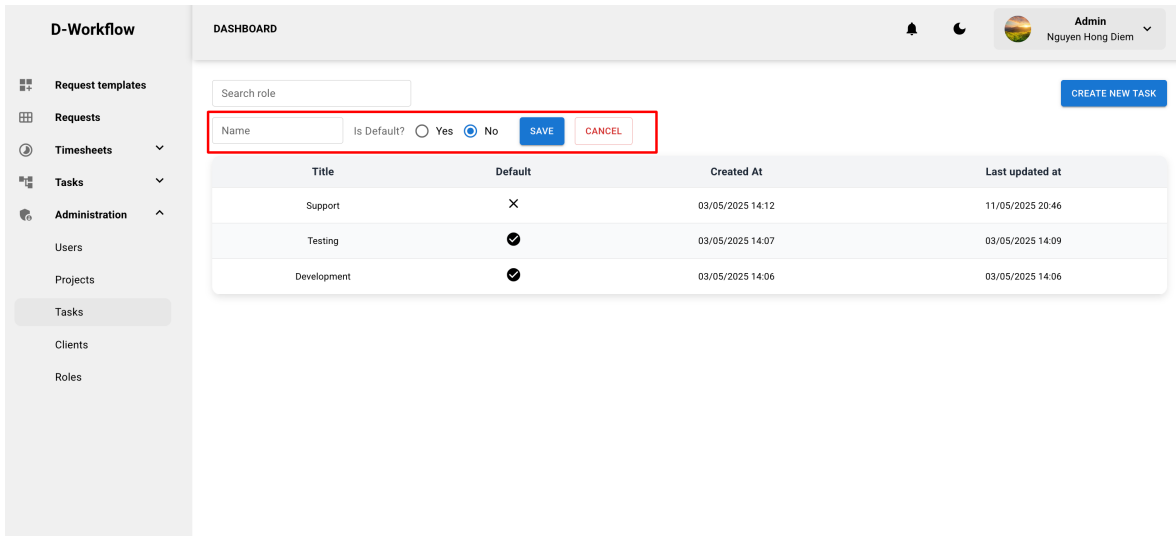 D-Workflow
DASHBOARD
Admin
Nguyen Hong Diem
Request templates
Requests
Timesheets
Tasks
Administration
Users
Projects
Tasks
Clients
Roles
Search role
CREATE NEW TASK
Name Is Default? Yes No SAVE CANCEL
Title Default Created At Last updated at
Support 03/05/2025 14:12 11/05/2025 20:46
Testing 03/05/2025 14:07 03/05/2025 14:09
Development 03/05/2025 14:06 03/05/2025 14:06